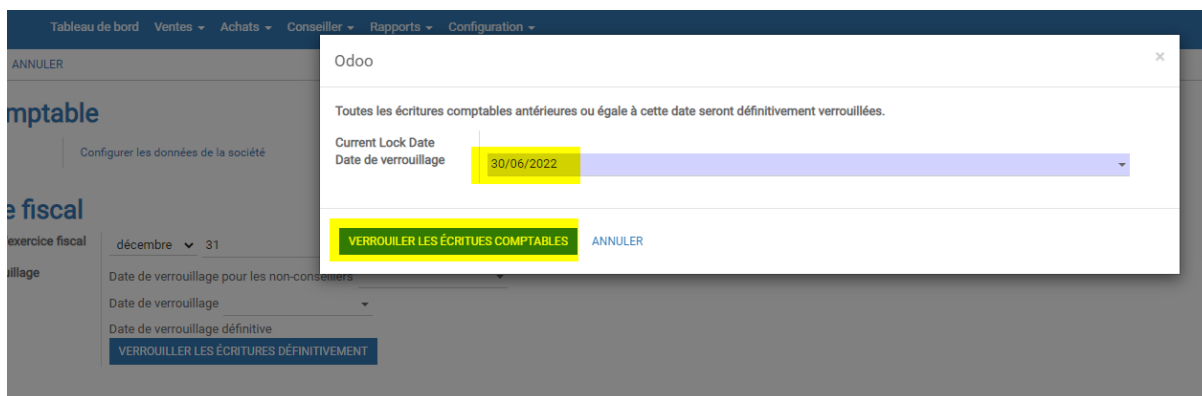 Tableau de bord Ventes Achats Conseiller Rapports Configuration
ANNULER
Odoo ×
Toutes les écritures comptables antérieures ou égale à cette date seront définitivement verrouillées.
Current Lock Date
Date de verrouillage 30/06/2022
VERROUILER LES ÉCRITUES COMPTABLES ANNULER
mptable
Configurer les données de la société
e fiscal
exercice fiscal décembre 31
uillage Date de verrouillage pour les non-conseillers
Date de verrouillage
Date de verrouillage définitive
VERROUILLER LES ÉCRITURES DÉFINITIVEMENT